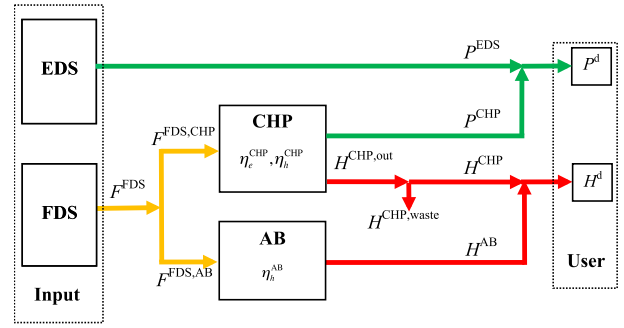 EDS
P^EDS
P^d
CHP
η_e^CHP, η_h^CHP
F^FDS,CHP
P^CHP
H^CHP,out
H^CHP
H^d
F^FDS
FDS
H^CHP,waste
AB
η_h^AB
F^FDS,AB
H^AB
User
Input